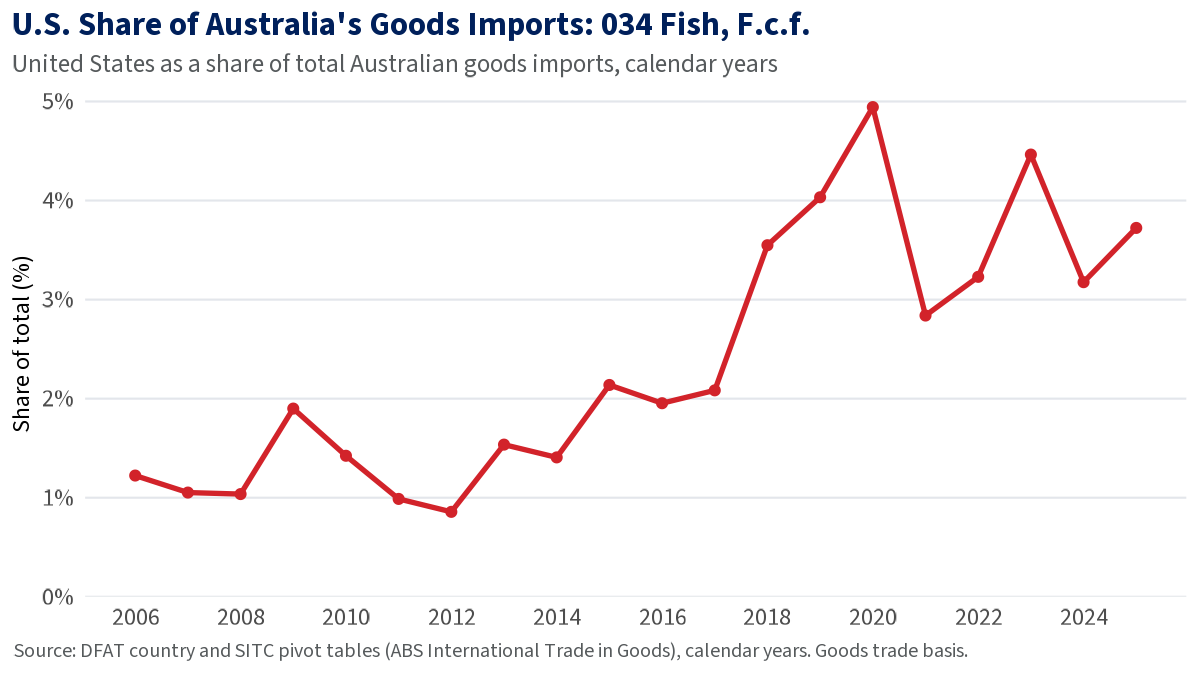 U.S. Share of Australia's Goods Imports: 034 Fish, F.c.f.
United States as a share of total Australian goods imports, calendar years
Share of total (%)
5%
4%
3%
2%
1%
0%
2006 2008 2010 2012 2014 2016 2018 2020 2022 2024
Source: DFAT country and SITC pivot tables (ABS International Trade in Goods), calendar years. Goods trade basis.